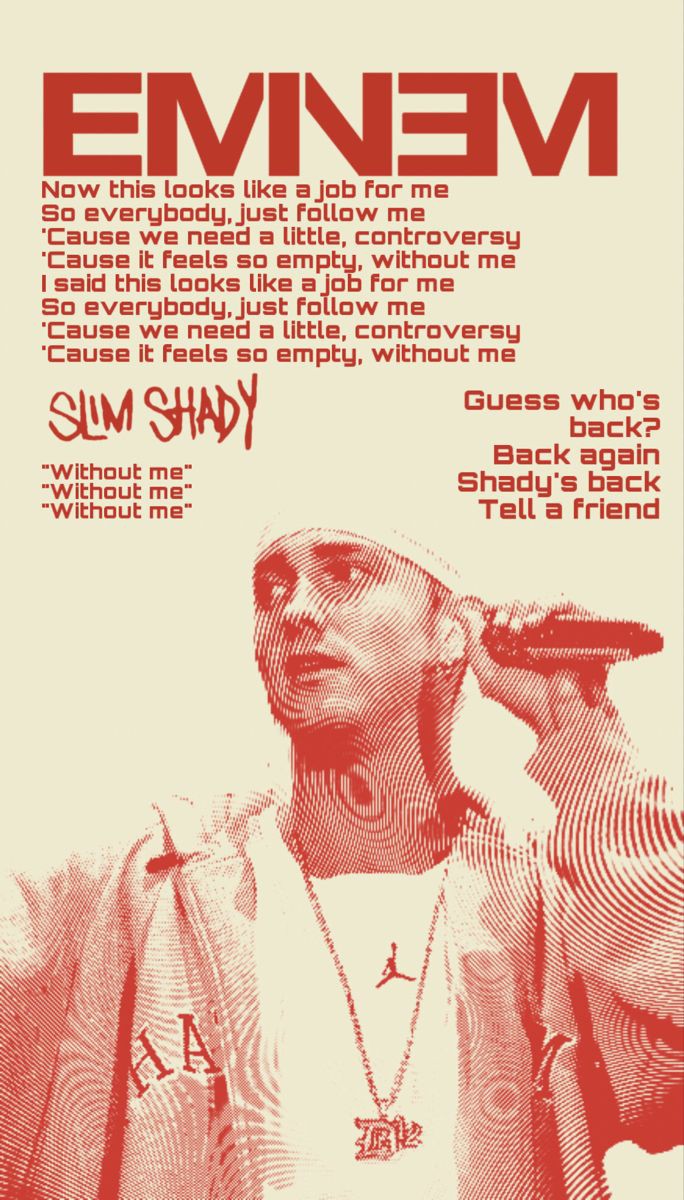 EMINEM
Now this looks like a job for me
So everybody, just follow me
'Cause we need a little, controversy
'Cause it feels so empty, without me
I said this looks like a job for me
So everybody, just follow me
'Cause we need a little, controversy
'Cause it feels so empty, without me
SLIM SHADY
"Without me"
"Without me"
"Without me"
Guess who's
back?
Back again
Shady's back
Tell a friend
HA